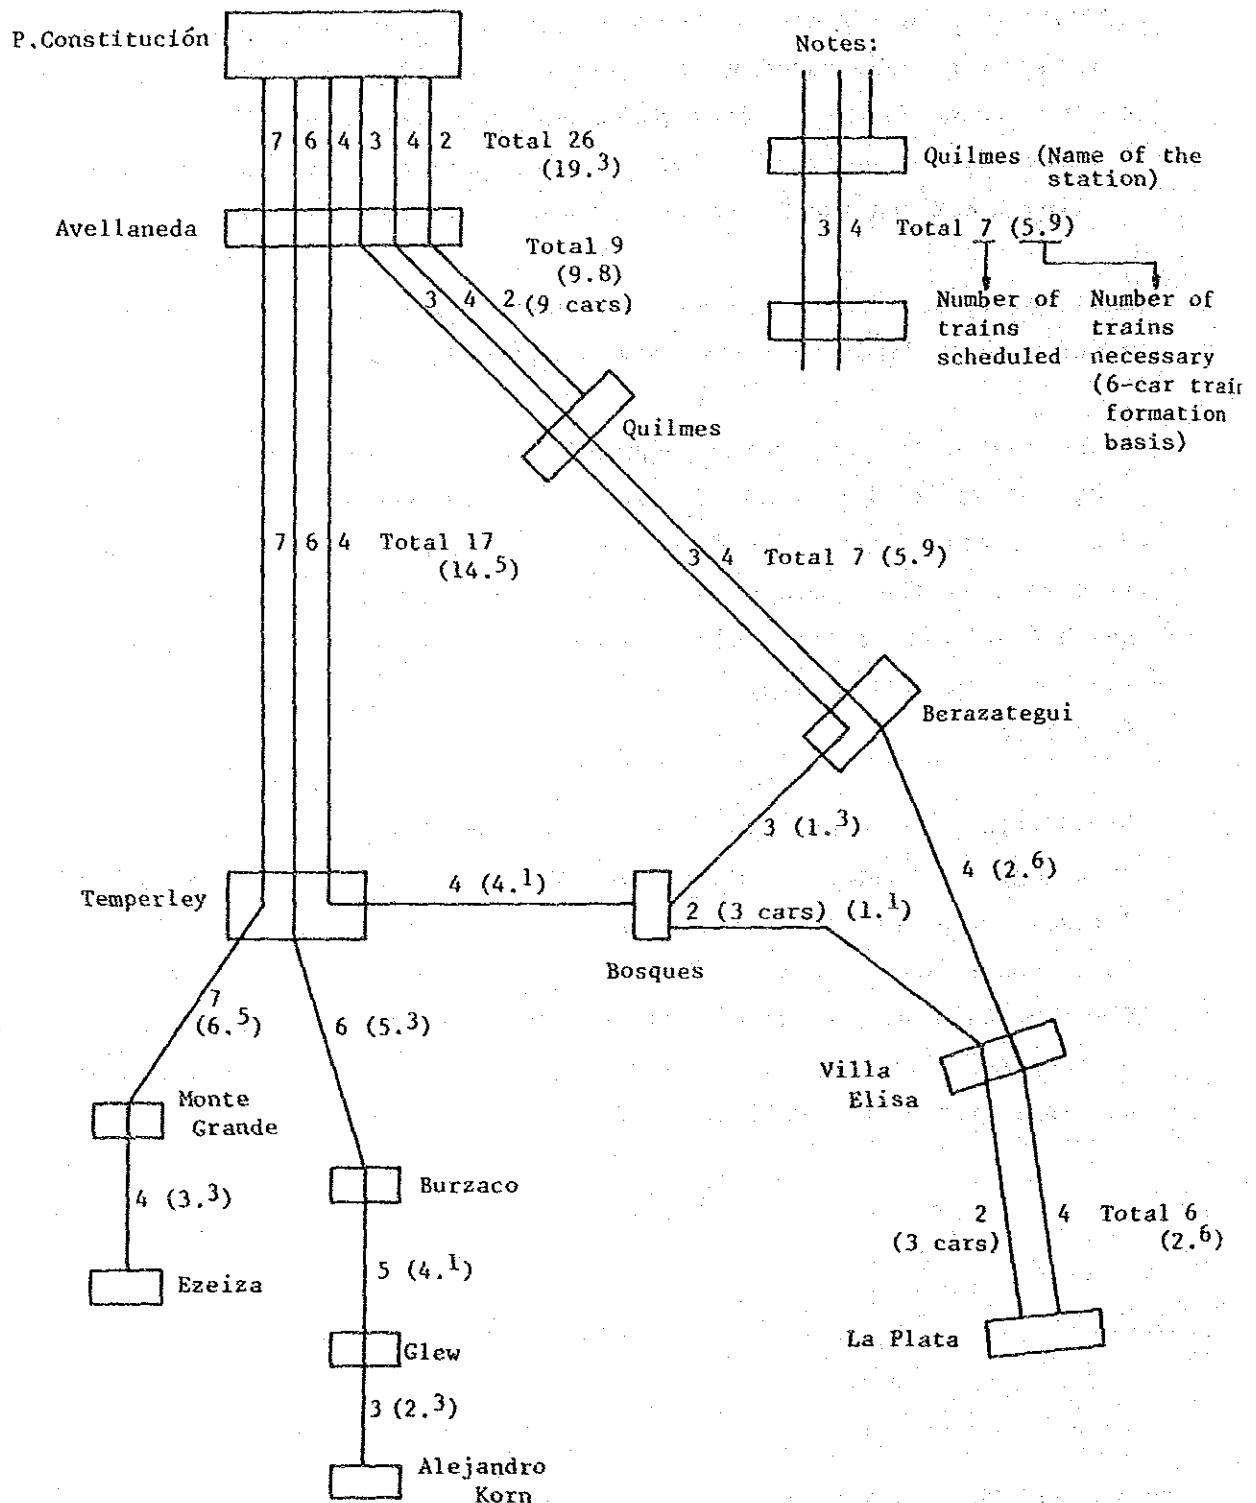 P.Constitución
Notes:
7 6 4 3 4 2 Total 26
(19.3)
Quilmes (Name of the
station)
Avellaneda
3 4 Total 7 (5.9)
Total 9
(9.8)
3 4 2 (9 cars)
Number of
trains
scheduled
Number of
trains
necessary
(6-car train
formation
basis)
Quilmes
7 6 4 Total 17
(14.5)
3 4 Total 7 (5.9)
Berazategui
3 (1.3)
4 (2.6)
Temperley
4 (4.1)
2 (3 cars) (1.1)
Bosques
7
(6.5)
6 (5.3)
Villa
Elisa
Monte
Grande
4 (3.3)
Burzaco
2
(3 cars)
4 Total 6
(2.6)
Ezeiza
5 (4.1)
La Plata
Glew
3 (2.3)
Alejandro
Korn